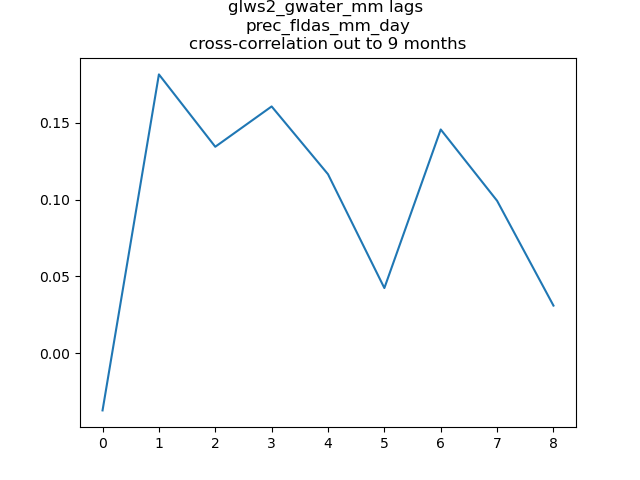 glws2_gwater_mm lags
prec_fldas_mm_day
cross-correlation out to 9 months
0.15
0.10
0.05
0.00
0 1 2 3 4 5 6 7 8